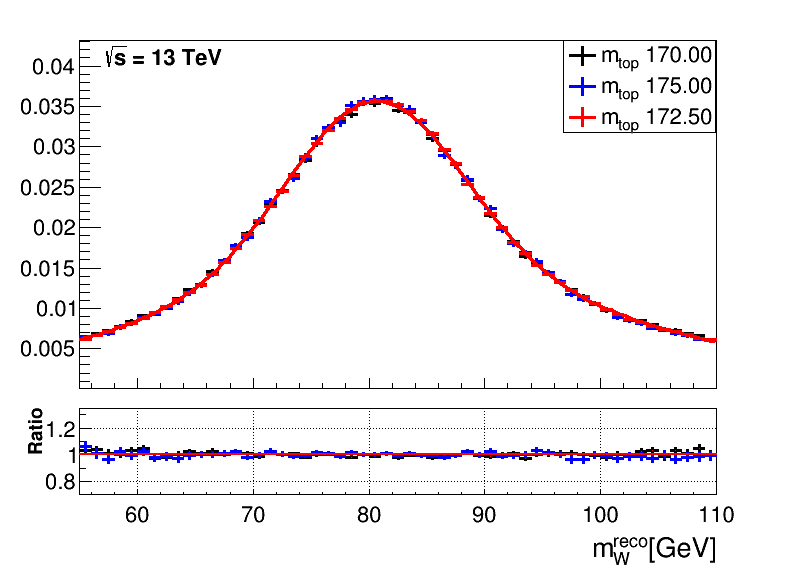 √s = 13 TeV
m_top 170.00
m_top 175.00
m_top 172.50
0.04
0.035
0.03
0.025
0.02
0.015
0.01
0.005
Ratio
1.2
1
0.8
60 70 80 90 100 110
m_W^reco[GeV]